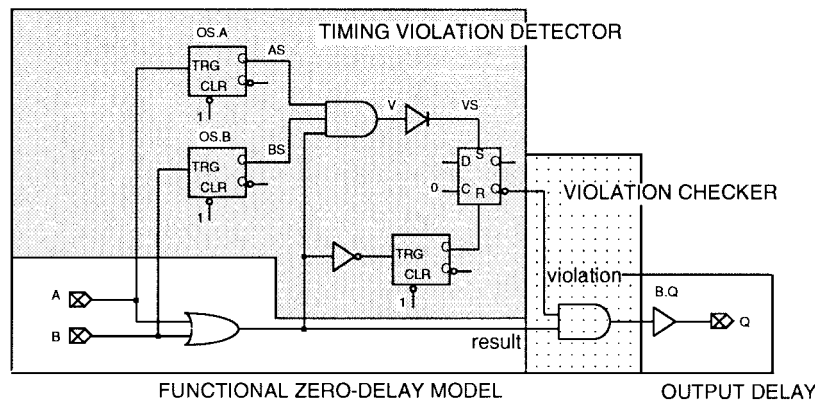 TIMING VIOLATION DETECTOR
OS.A
AS
TRG Q
CLR Q
1
V
VS
OS.B
BS
TRG Q
CLR Q
1
S
D Q
0 C R Q
VIOLATION CHECKER
TRG Q
CLR Q
1
violation
A
B.Q
B
Q
result
FUNCTIONAL ZERO-DELAY MODEL
OUTPUT DELAY